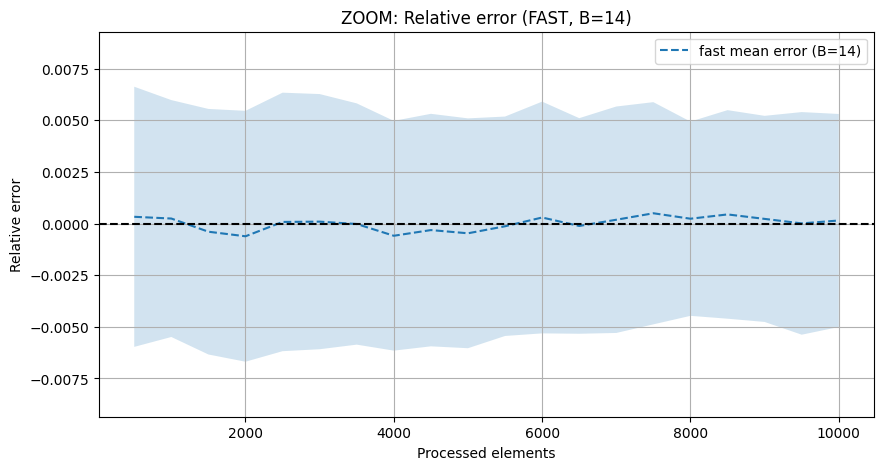 ZOOM: Relative error (FAST, B=14)
fast mean error (B=14)
Relative error
0.0075
0.0050
0.0025
0.0000
−0.0025
−0.0050
−0.0075
2000 4000 6000 8000 10000
Processed elements